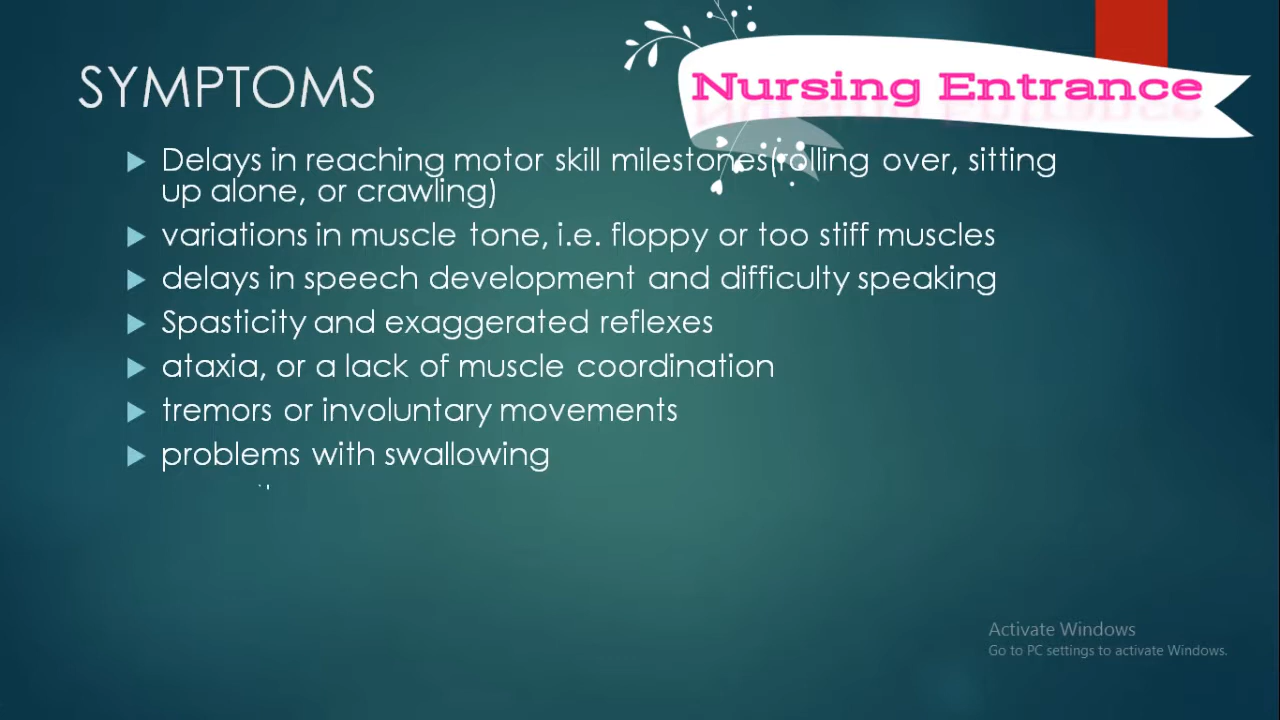 SYMPTOMS
Nursing Entrance
Delays in reaching motor skill milestones(rolling over, sitting
up alone, or crawling)
variations in muscle tone, i.e. floppy or too stiff muscles
delays in speech development and difficulty speaking
Spasticity and exaggerated reflexes
ataxia, or a lack of muscle coordination
tremors or involuntary movements
problems with swallowing
Activate Windows
Go to PC settings to activate Windows.